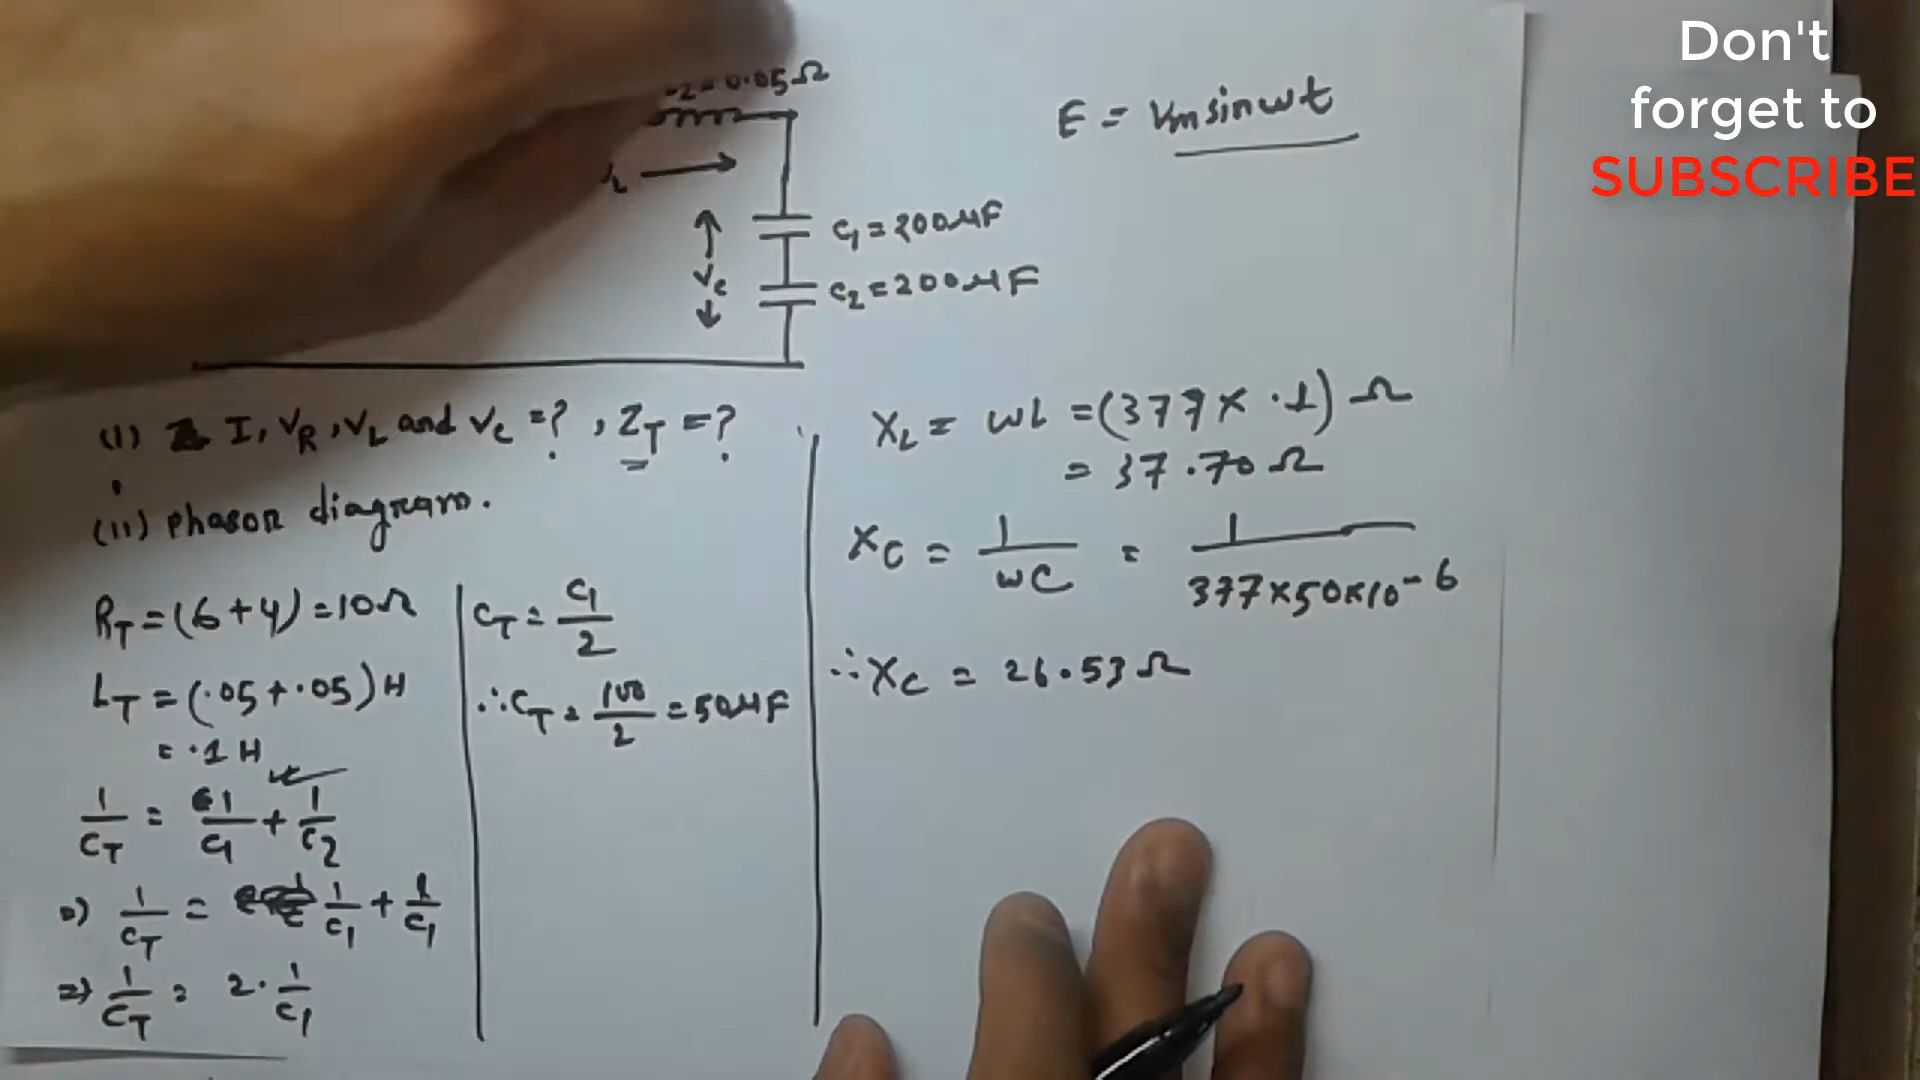 = 0.05Ω
E = Vm sin ωt
Don't
forget to
SUBSCRIBE
C1 = 200μF
Vc
C2 = 200μF
(i) I, VR, VL and Vc = ?, ZT = ?
(ii) phasor diagram.
RT = (6+4) = 10Ω
LT = (.05 + .05) H
= .1 H
1/CT = 1/C1 + 1/C2
=) 1/CT = 1/C1 + 1/C1
=) 1/CT = 2 . 1/C1
CT = C1/2
∴ CT = 100/2 = 50μF
XL = ωL = (377 × .1) Ω
= 37.70 Ω
XC = 1/ωC = 1/377×50×10-6
∴ XC = 26.53 Ω